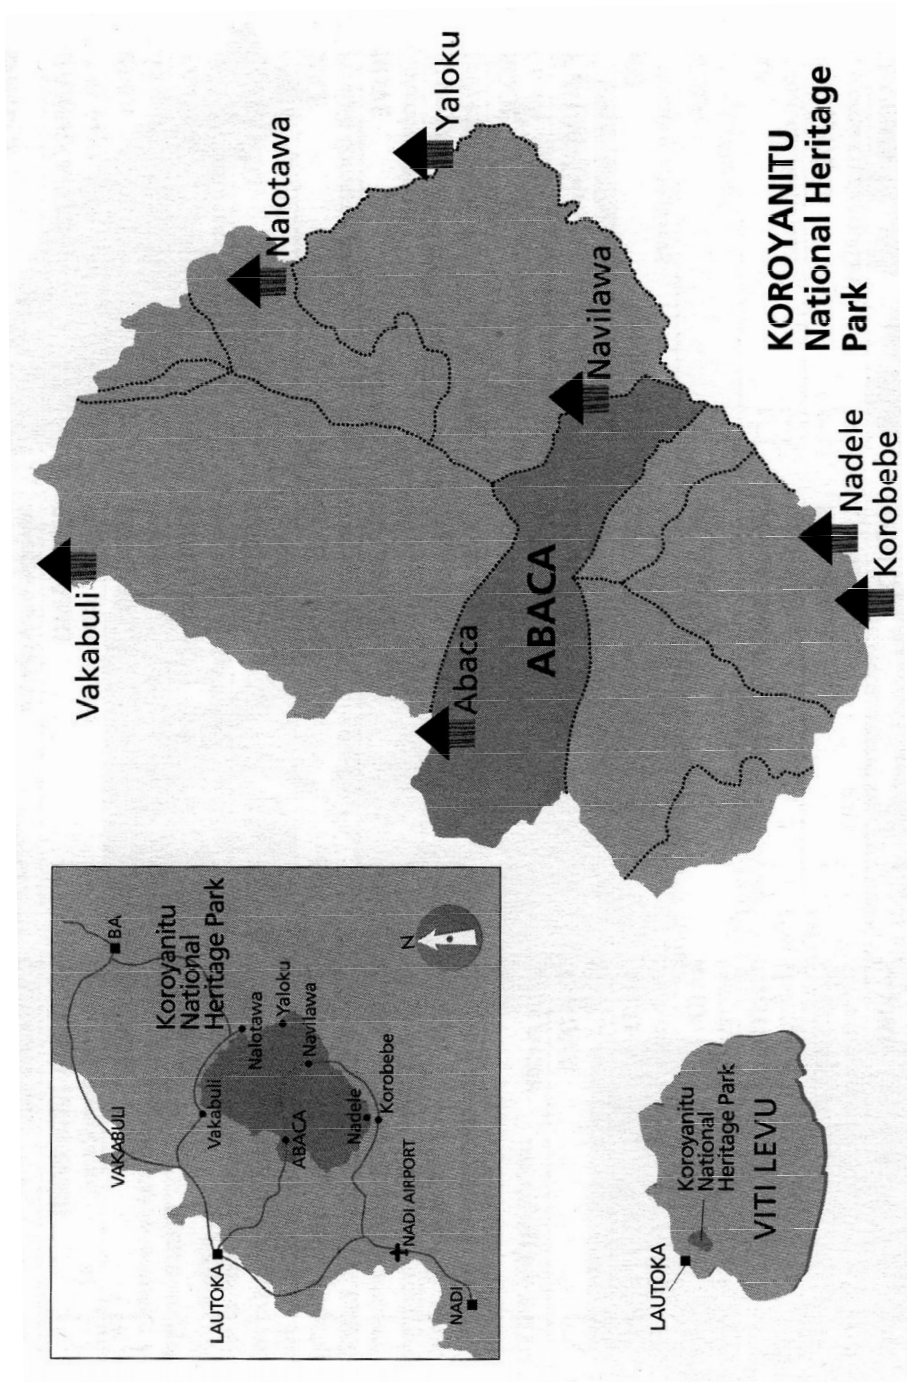 Vakabuli
Nalotawa
Yaloku
Abaca
ABACA
Navilawa
Nadele
Korobebe
KOROYANITU
National Heritage
Park
BA
VAKABULI
Koroyanitu
National
Heritage Park
N
Vakabuli
Nalotawa
Yaloku
Navilawa
LAUTOKA
ABACA
Nadele
Korobebe
NADI AIRPORT
NADI
LAUTOKA
Koroyanitu
National
Heritage Park
VITI LEVU